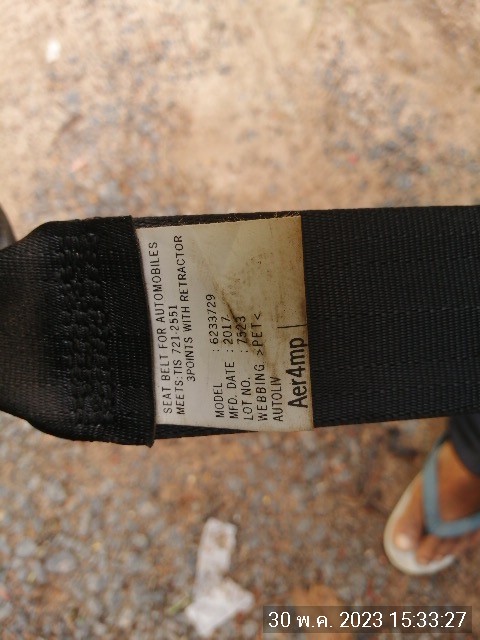 SEAT BELT FOR AUTOMOBILES
MEETS:TIS 721-2551
3POINTS WITH RETRACTOR
MODEL : 6233729
MFD. DATE : 2017
LOT NO. : 7523
WEBBING >PET<
AUTOLIV
Aer4mp
30 พ.ค. 2023 15:33:27